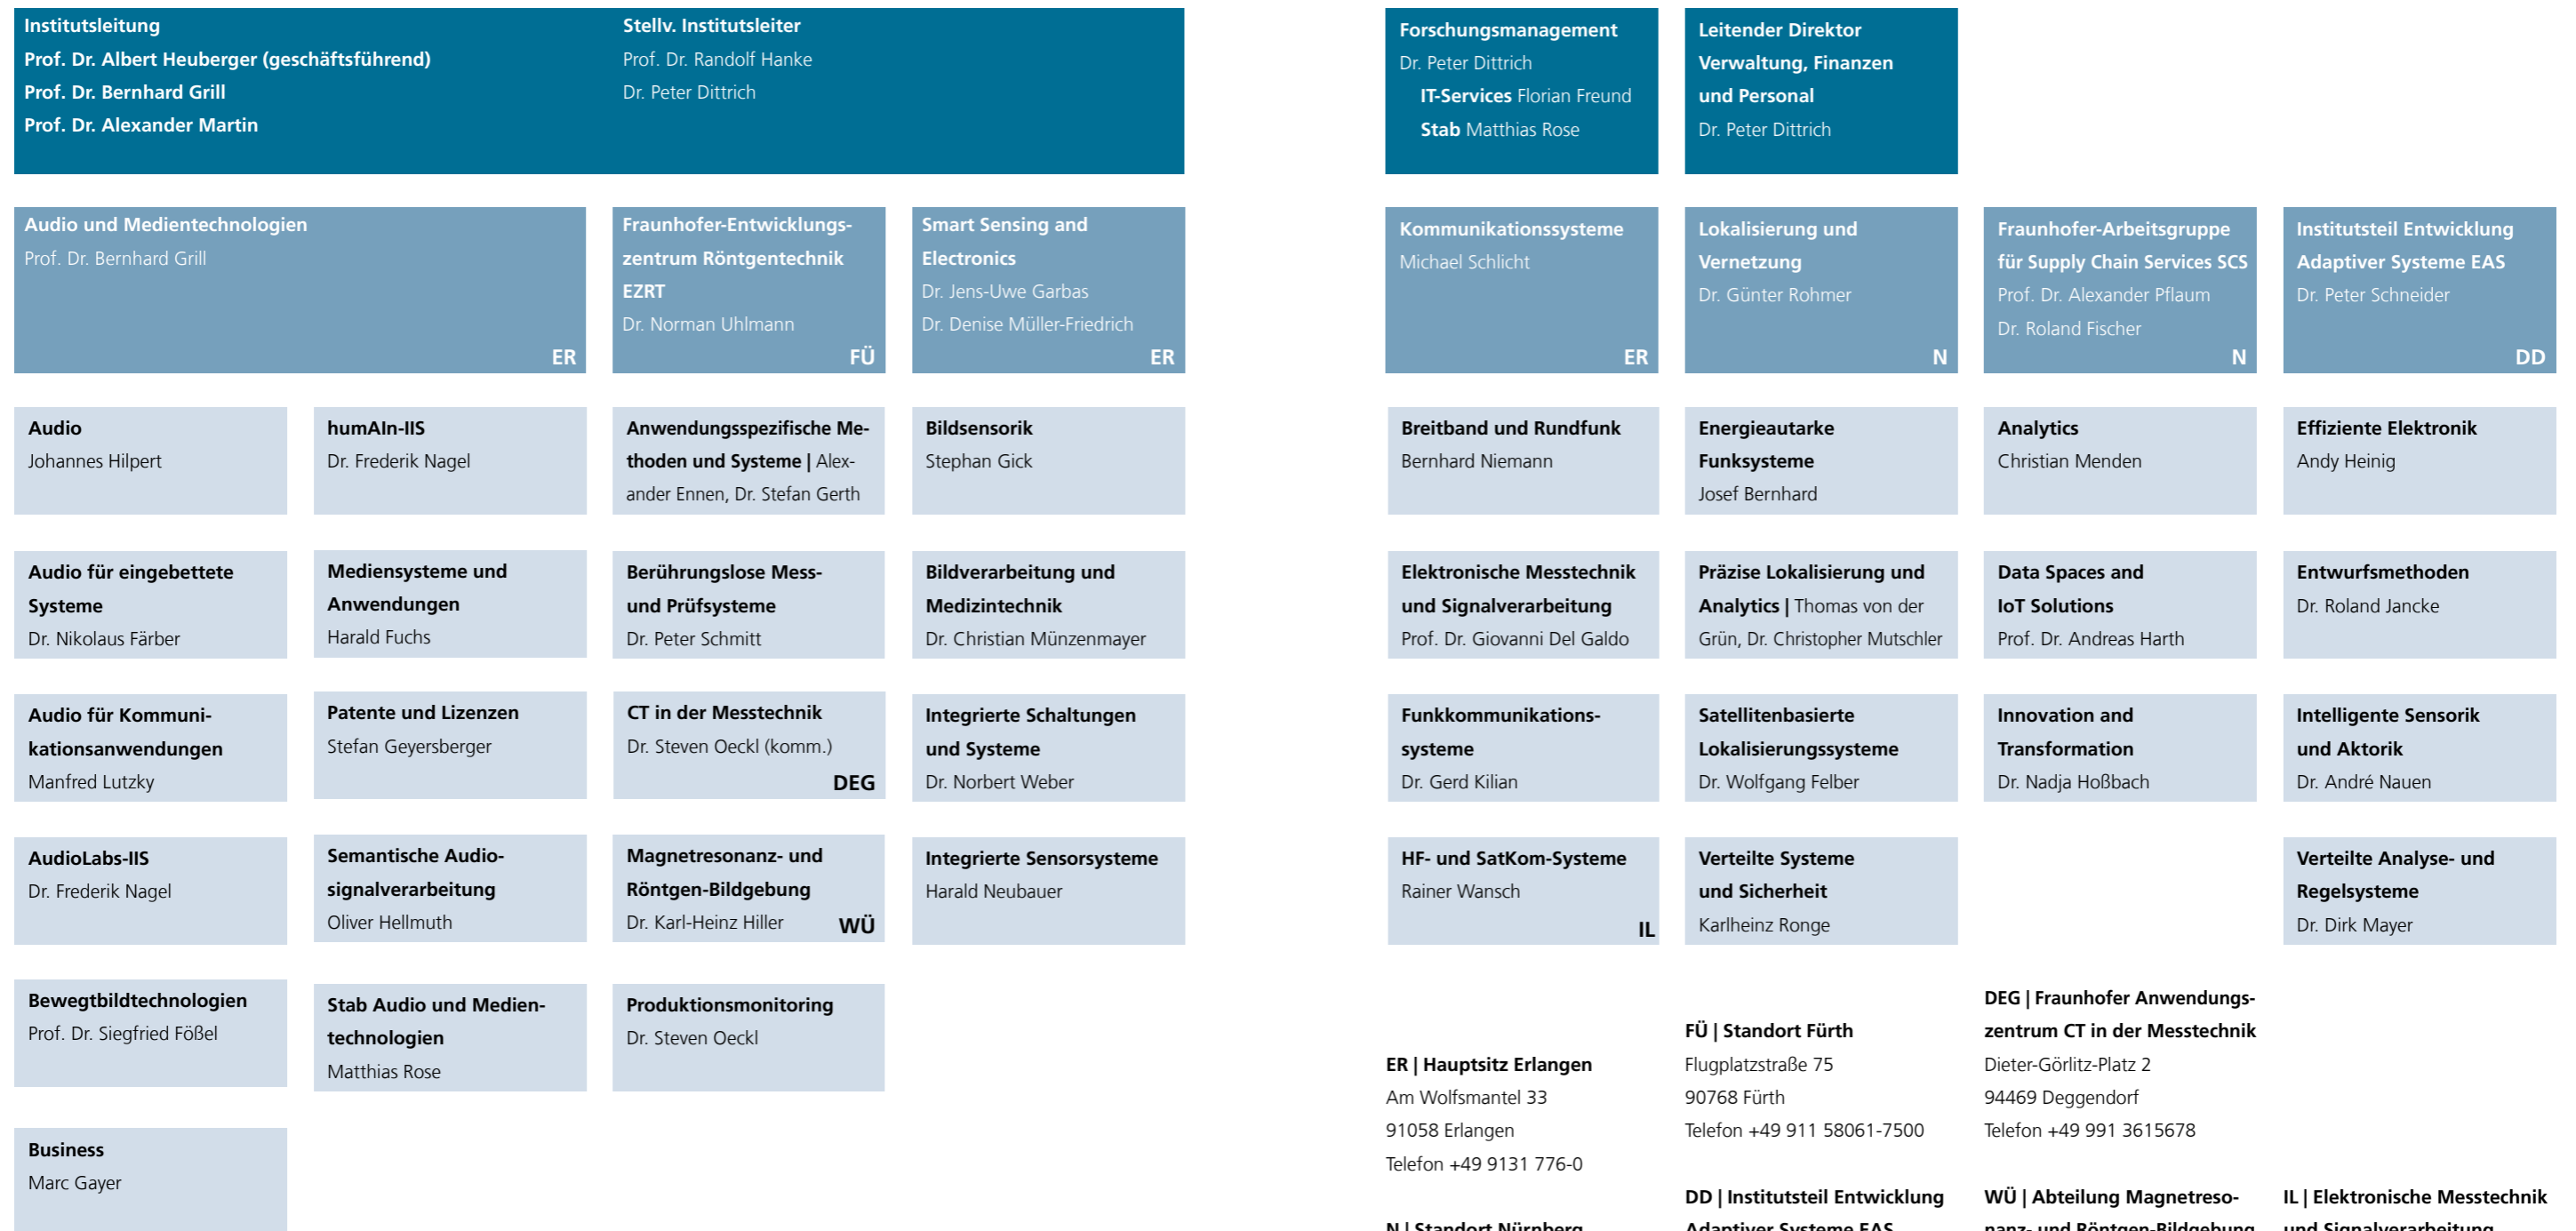 Institutsleitung
Prof. Dr. Albert Heuberger (geschäftsführend)
Prof. Dr. Bernhard Grill
Prof. Dr. Alexander Martin
Stellv. Institutsleiter
Prof. Dr. Randolf Hanke
Dr. Peter Dittrich
Forschungsmanagement
Dr. Peter Dittrich
IT-Services Florian Freund
Stab Matthias Rose
Leitender Direktor
Verwaltung, Finanzen
und Personal
Dr. Peter Dittrich
Audio und Medientechnologien
Prof. Dr. Bernhard Grill
ER
Fraunhofer-Entwicklungs-
zentrum Röntgentechnik
EZRT
Dr. Norman Uhlmann
FÜ
Smart Sensing and
Electronics
Dr. Jens-Uwe Garbas
Dr. Denise Müller-Friedrich
ER
Kommunikationssysteme
Michael Schlicht
ER
Lokalisierung und
Vernetzung
Dr. Günter Rohmer
N
Fraunhofer-Arbeitsgruppe
für Supply Chain Services SCS
Prof. Dr. Alexander Pflaum
Dr. Roland Fischer
N
Institutsteil Entwicklung
Adaptiver Systeme EAS
Dr. Peter Schneider
DD
Audio
Johannes Hilpert
humAIn-IIS
Dr. Frederik Nagel
Anwendungsspezifische Me-
thoden und Systeme | Alex-
ander Ennen, Dr. Stefan Gerth
Bildsensorik
Stephan Gick
Breitband und Rundfunk
Bernhard Niemann
Energieautarke
Funksysteme
Josef Bernhard
Analytics
Christian Menden
Effiziente Elektronik
Andy Heinig
Audio für eingebettete
Systeme
Dr. Nikolaus Färber
Mediensysteme und
Anwendungen
Harald Fuchs
Berührungslose Mess-
und Prüfsysteme
Dr. Peter Schmitt
Bildverarbeitung und
Medizintechnik
Dr. Christian Münzenmayer
Elektronische Messtechnik
und Signalverarbeitung
Prof. Dr. Giovanni Del Galdo
Präzise Lokalisierung und
Analytics | Thomas von der
Grün, Dr. Christopher Mutschler
Data Spaces and
IoT Solutions
Prof. Dr. Andreas Harth
Entwurfsmethoden
Dr. Roland Jancke
Audio für Kommuni-
kationsanwendungen
Manfred Lutzky
Patente und Lizenzen
Stefan Geyersberger
CT in der Messtechnik
Dr. Steven Oeckl (komm.)
DEG
Integrierte Schaltungen
und Systeme
Dr. Norbert Weber
Funkkommunikations-
systeme
Dr. Gerd Kilian
Satellitenbasierte
Lokalisierungssysteme
Dr. Wolfgang Felber
Innovation and
Transformation
Dr. Nadja Hoßbach
Intelligente Sensorik
und Aktorik
Dr. André Nauen
AudioLabs-IIS
Dr. Frederik Nagel
Semantische Audio-
signalverarbeitung
Oliver Hellmuth
Magnetresonanz- und
Röntgen-Bildgebung
Dr. Karl-Heinz Hiller
WÜ
Integrierte Sensorsysteme
Harald Neubauer
HF- und SatKom-Systeme
Rainer Wansch
IL
Verteilte Systeme
und Sicherheit
Karlheinz Ronge
Verteilte Analyse- und
Regelsysteme
Dr. Dirk Mayer
Bewegtbildtechnologien
Prof. Dr. Siegfried Fößel
Stab Audio und Medien-
technologien
Matthias Rose
Produktionsmonitoring
Dr. Steven Oeckl
Business
Marc Gayer
ER | Hauptsitz Erlangen
Am Wolfsmantel 33
91058 Erlangen
Telefon +49 9131 776-0
FÜ | Standort Fürth
Flugplatzstraße 75
90768 Fürth
Telefon +49 911 58061-7500
DEG | Fraunhofer Anwendungs-
zentrum CT in der Messtechnik
Dieter-Görlitz-Platz 2
94469 Deggendorf
Telefon +49 991 3615678
N | Standort Nürnberg
DD | Institutsteil Entwicklung
Adaptiver Systeme EAS
WÜ | Abteilung Magnetreso-
nanz- und Röntgen-Bildgebung
IL | Elektronische Messtechnik
und Signalverarbeitung